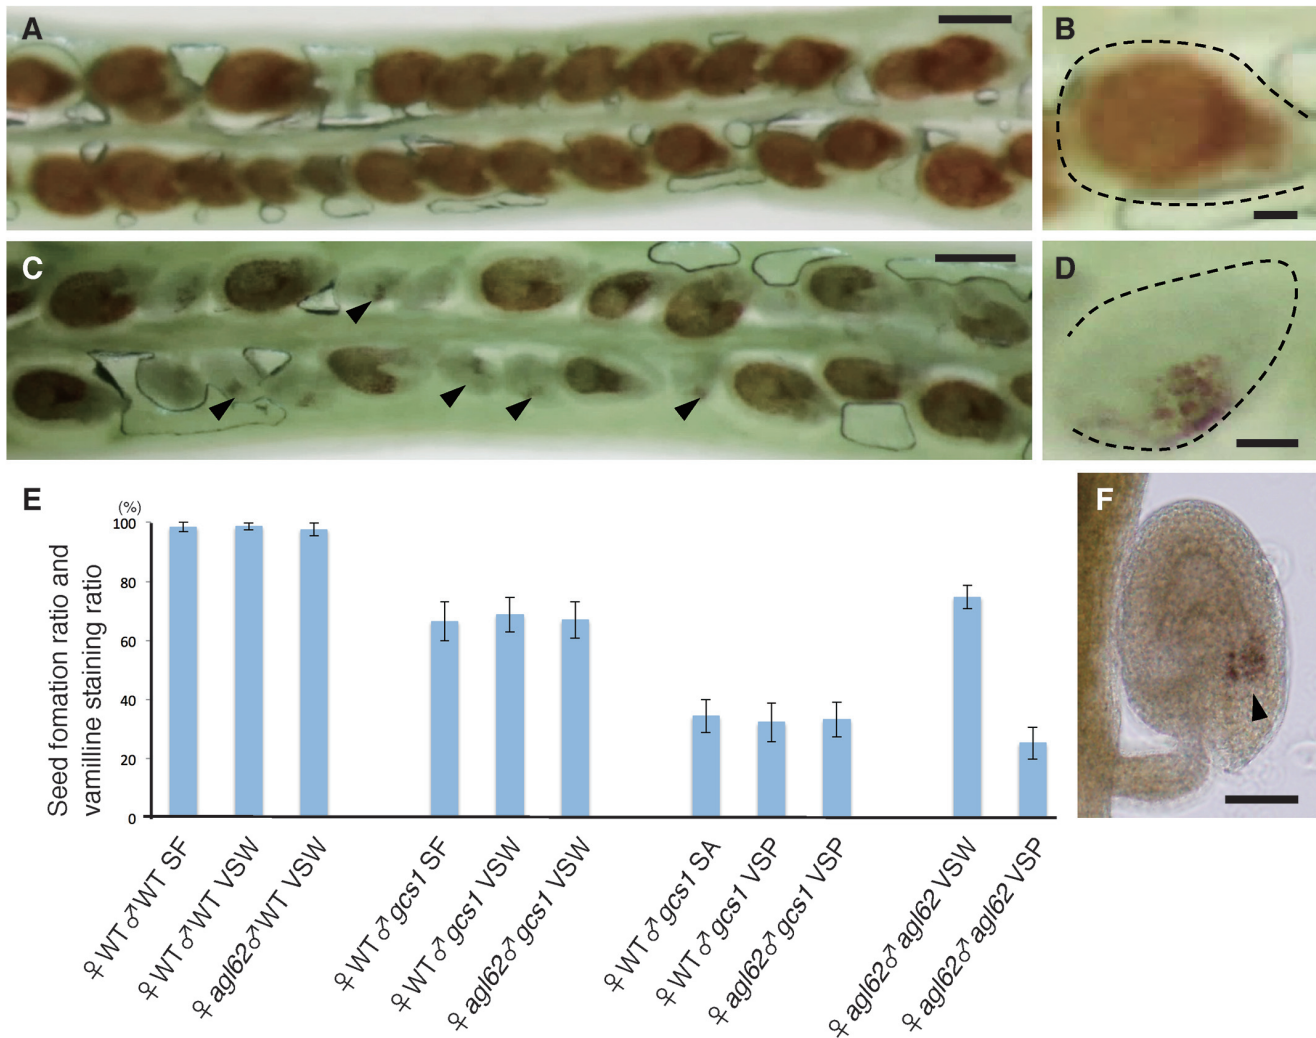 A
B
C
D
E
F
(%)
100
80
60
40
20
0
Seed fomation ratio and
vamilline staining ratio
♀WT♂WT SF
♀WT♂WT VSW
♀agl62♂WT VSW
♀WT♂gcs1 SF
♀WT♂gcs1 VSW
♀agl62♂gcs1 VSW
♀WT♂gcs1 SA
♀WT♂gcs1 VSP
♀agl62♂gcs1 VSP
♀agl62♂agl62 VSW
♀agl62♂agl62 VSP